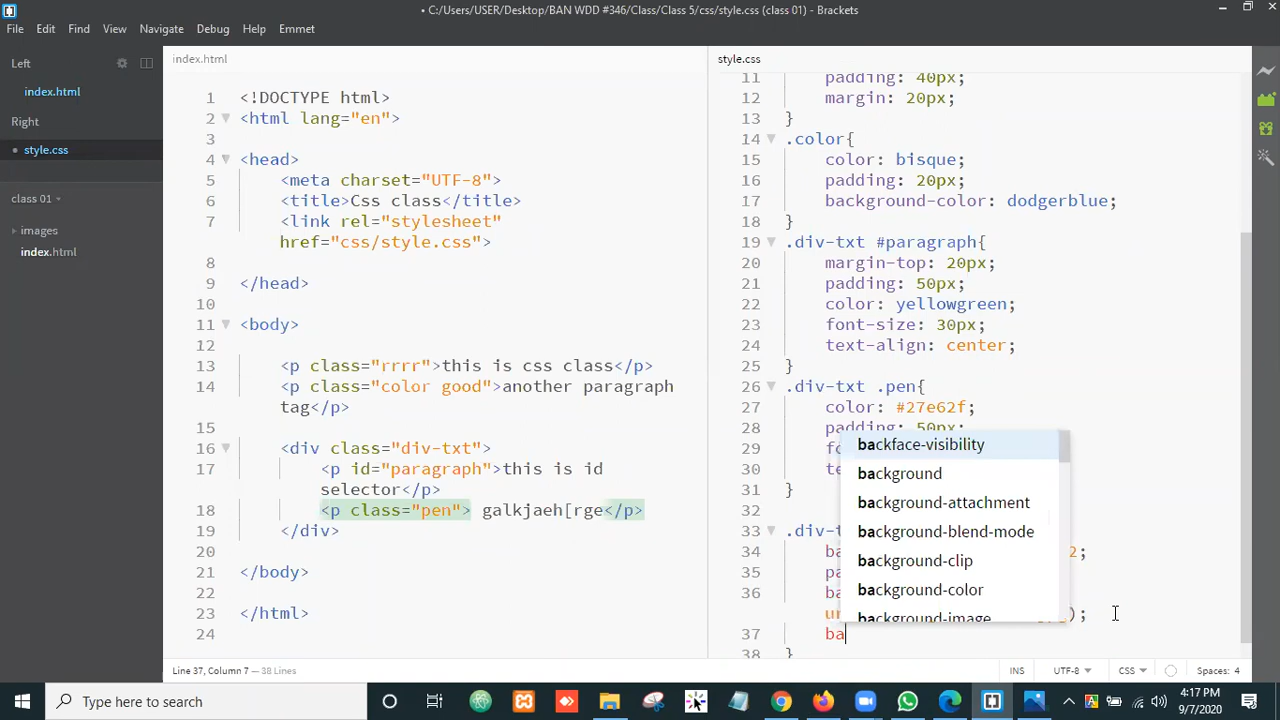 • C:/Users/USER/Desktop/BAN WDD #346/Class/Class 5/css/style.css (class 01) - Brackets
File Edit Find View Navigate Debug Help Emmet
Left
index.html
Right
• style.css
class 01
images
index.html
index.html
1 <!DOCTYPE html>
2 <html lang="en">
3
4 <head>
5 <meta charset="UTF-8">
6 <title>Css class</title>
7 <link rel="stylesheet"
href="css/style.css">
8
9 </head>
10
11 <body>
12
13 <p class="rrrr">this is css class</p>
14 <p class="color good">another paragraph
tag</p>
15
16 <div class="div-txt">
17 <p id="paragraph">this is id
selector</p>
18 <p class="pen"> galkjaeh[rge</p>
19 </div>
20
21 </body>
22
23 </html>
24
style.css
11 padding: 40px;
12 margin: 20px;
13 }
14 .color{
15 color: bisque;
16 padding: 20px;
17 background-color: dodgerblue;
18 }
19 .div-txt #paragraph{
20 margin-top: 20px;
21 padding: 50px;
22 color: yellowgreen;
23 font-size: 30px;
24 text-align: center;
25 }
26 .div-txt .pen{
27 color: #27e62f;
28 padding: 50px;
29 fo
30 te
31 }
32
33 .div-t
34 ba 2;
35 pa
36 ba
ur );
37 ba
38 }
backface-visibility
background
background-attachment
background-blend-mode
background-clip
background-color
background-image
Line 37, Column 7 — 38 Lines
INS UTF-8 CSS Spaces: 4
Type here to search
4:17 PM
9/7/2020